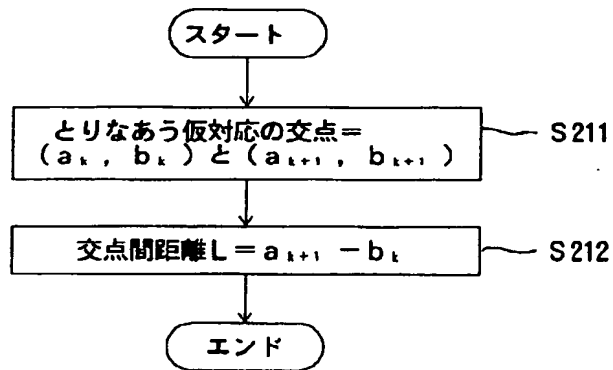 スタート
とりなあう仮対応の交点＝
（aₖ，bₖ）と（aₖ₊₁，bₖ₊₁）
S211
交点間距離L＝aₖ₊₁－bₖ
S212
エンド